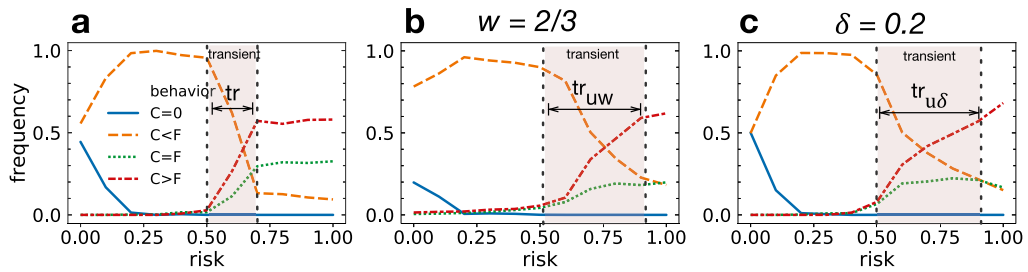 a
b
w = 2/3
c
δ = 0.2
frequency
1.0
0.5
0.0
transient
tr
behavior
C=0
C<F
C=F
C>F
0.00 0.25 0.50 0.75 1.00
risk
1.0
0.5
0.0
transient
tr_uw
0.00 0.25 0.50 0.75 1.00
risk
1.0
0.5
0.0
transient
tr_uδ
0.00 0.25 0.50 0.75 1.00
risk